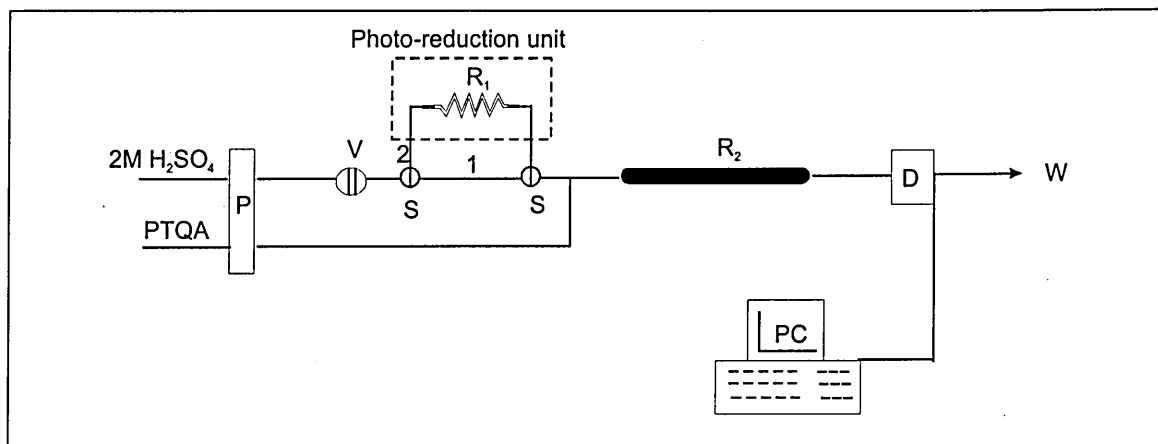 Photo-reduction unit
R₁
2M H₂SO₄
V
2
1
R₂
P
S
S
D
W
PTQA
PC